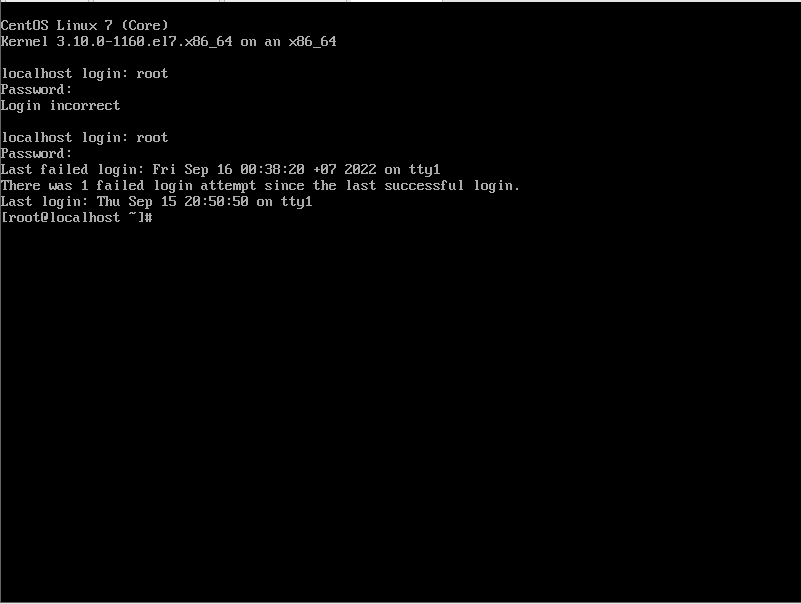 CentOS Linux 7 (Core)
Kernel 3.10.0-1160.el7.x86_64 on an x86_64
localhost login: root
Password:
Login incorrect
localhost login: root
Password:
Last failed login: Fri Sep 16 00:38:20 +07 2022 on tty1
There was 1 failed login attempt since the last successful login.
Last login: Thu Sep 15 20:50:50 on tty1
[root@localhost ~]#